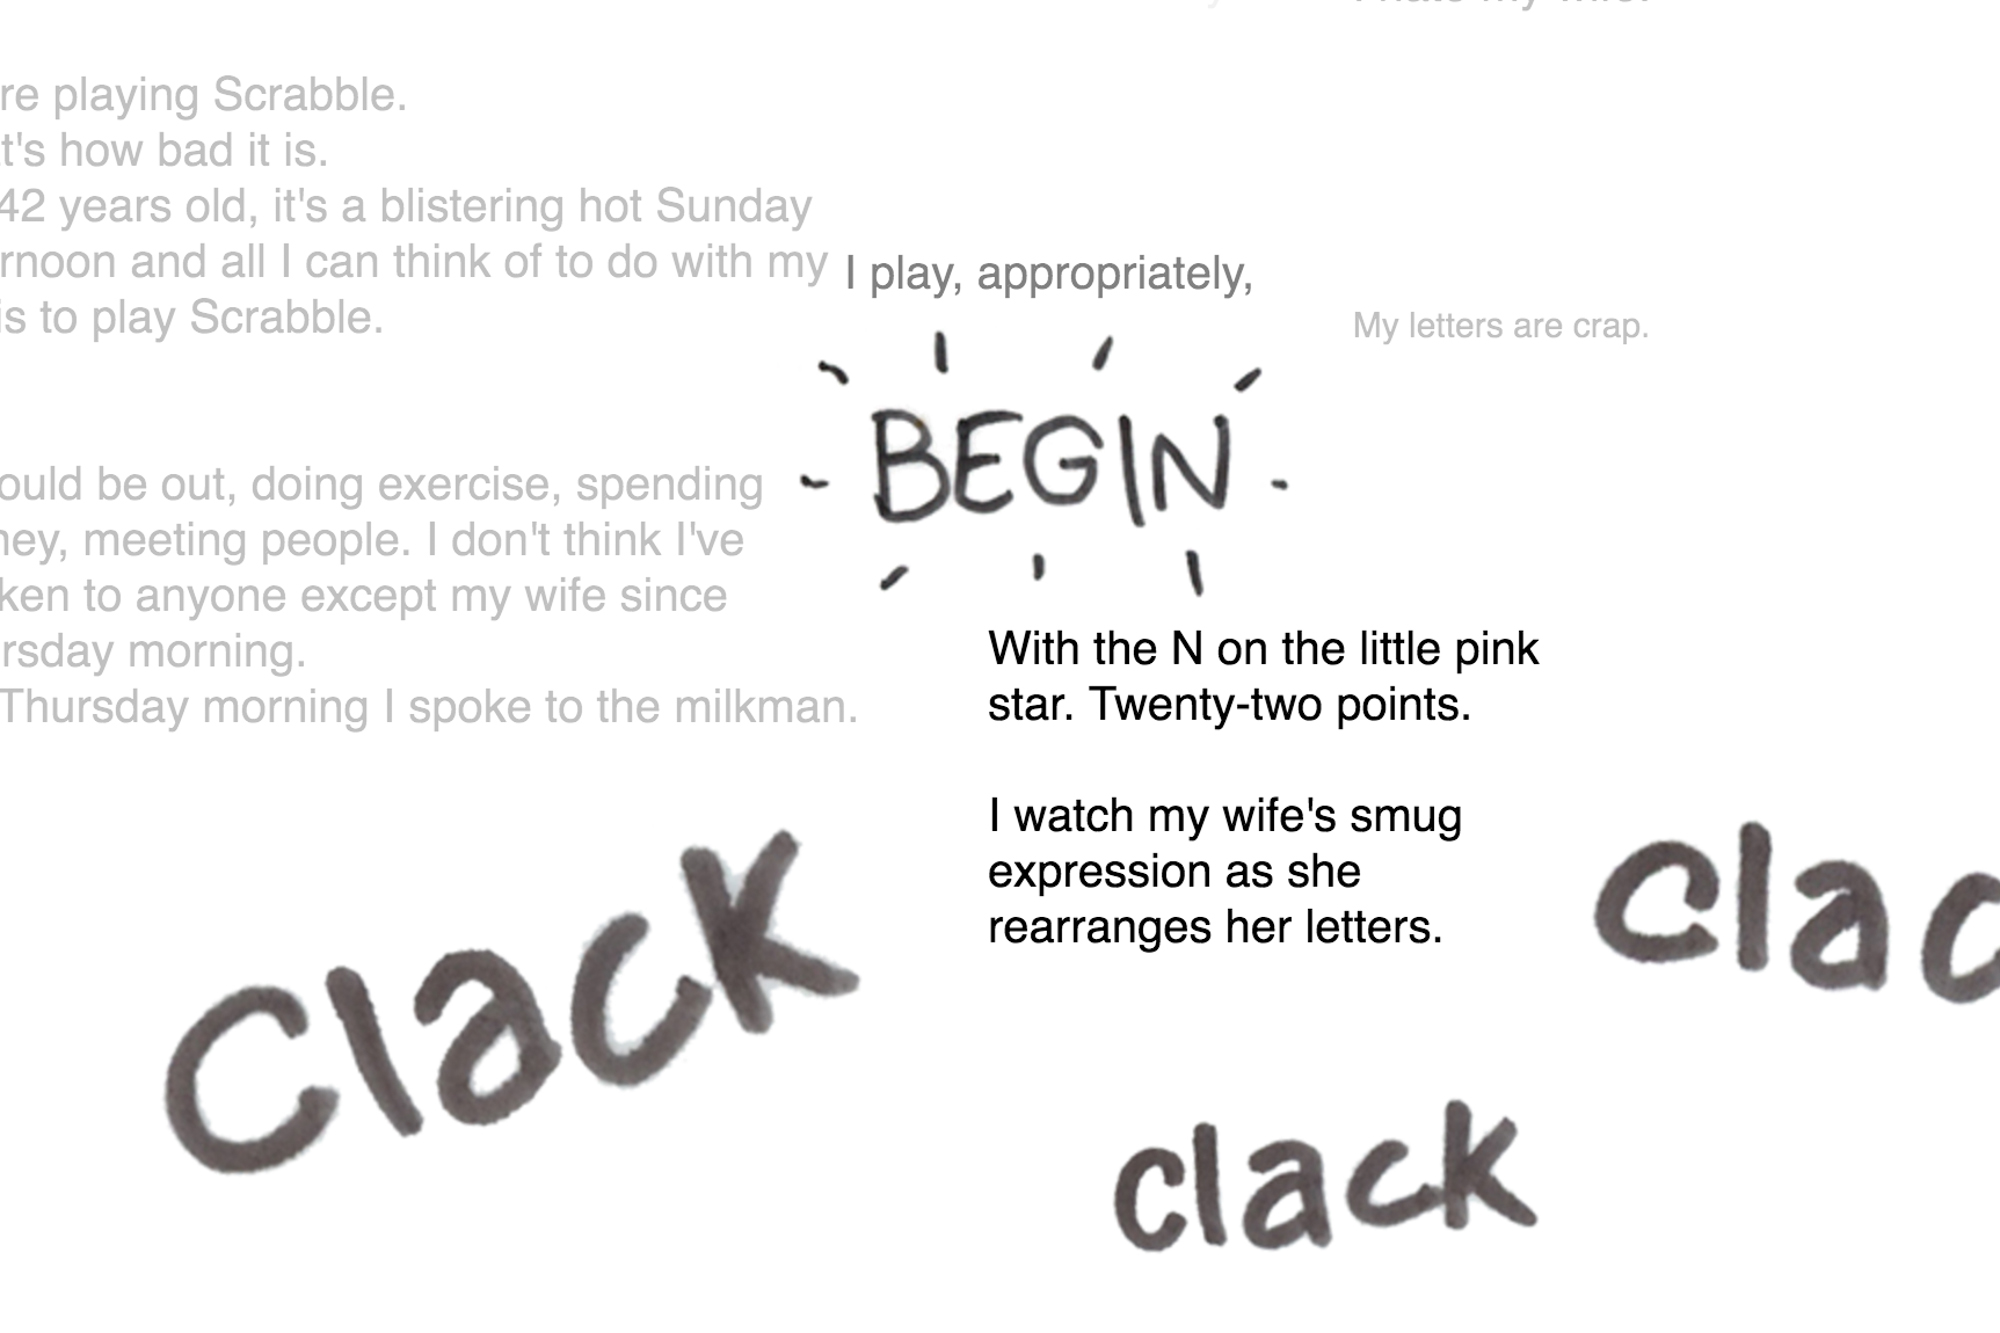 re playing Scrabble.
t's how bad it is.
42 years old, it's a blistering hot Sunday
rnoon and all I can think of to do with my
is to play Scrabble.
ould be out, doing exercise, spending
ney, meeting people. I don't think I've
ken to anyone except my wife since
rsday morning.
Thursday morning I spoke to the milkman.
I play, appropriately,
My letters are crap.
BEGIN
With the N on the little pink
star. Twenty-two points.
I watch my wife's smug
expression as she
rearranges her letters.
clack
clac
clack